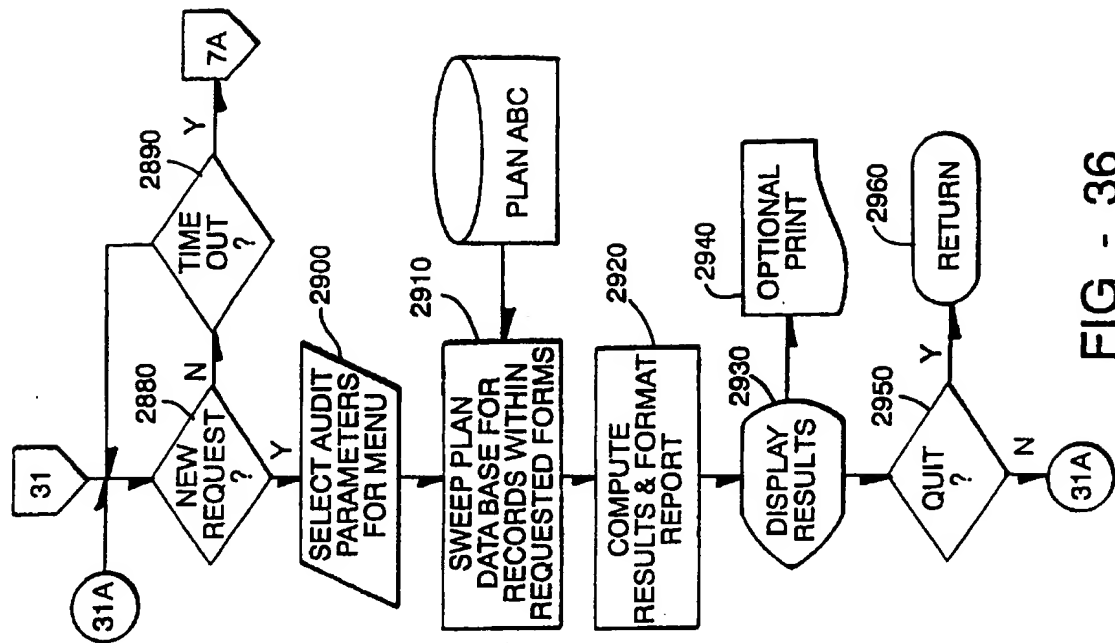 31
31A
NEW
REQUEST
?
2880
N
Y
TIME
OUT
?
2890
Y
7A
SELECT AUDIT
PARAMETERS
FOR MENU
2900
SWEEP PLAN
DATA BASE FOR
RECORDS WITHIN
REQUESTED FORMS
2910
PLAN ABC
COMPUTE
RESULTS & FORMAT
REPORT
2920
DISPLAY
RESULTS
2930
OPTIONAL
PRINT
2940
QUIT
?
2950
Y
RETURN
2960
N
31A
FIG - 36